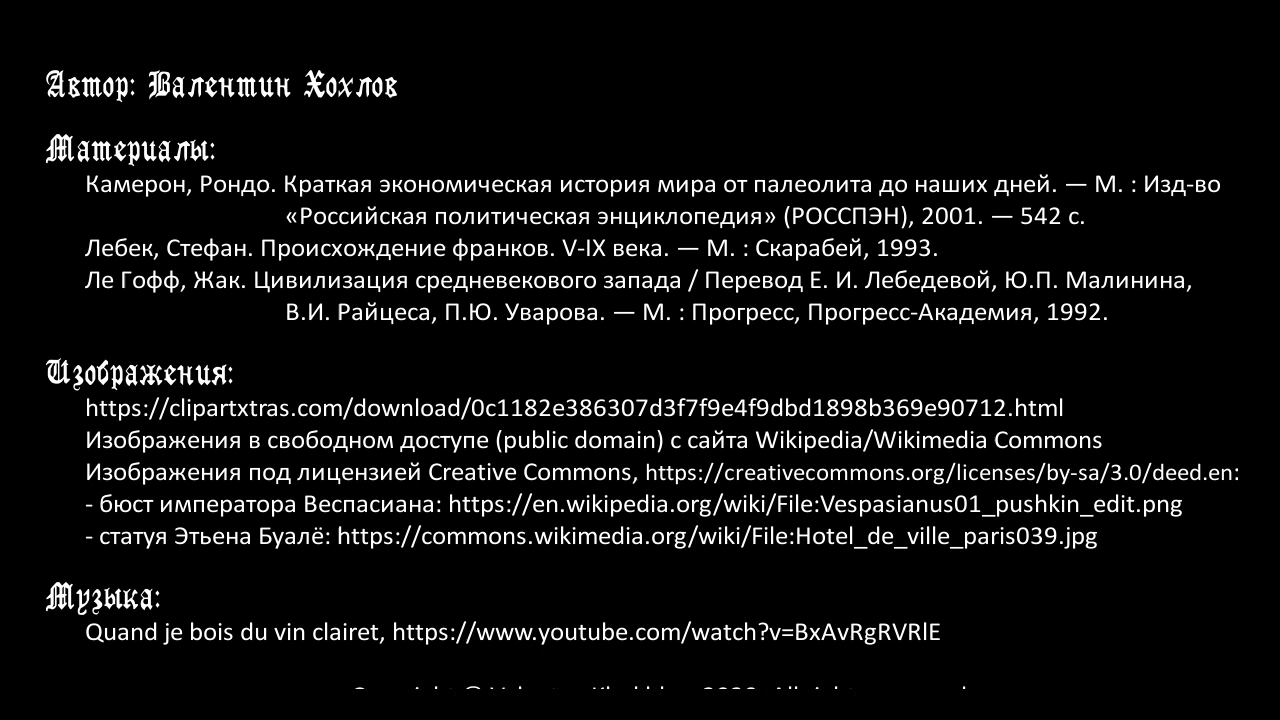 Автор: Валентин Хохлов
Материалы:
Камерон, Рондо. Краткая экономическая история мира от палеолита до наших дней. — М. : Изд-во
«Российская политическая энциклопедия» (РОССПЭН), 2001. — 542 с.
Лебек, Стефан. Происхождение франков. V-IX века. — М. : Скарабей, 1993.
Ле Гофф, Жак. Цивилизация средневекового запада / Перевод Е. И. Лебедевой, Ю.П. Малинина,
В.И. Райцеса, П.Ю. Уварова. — М. : Прогресс, Прогресс-Академия, 1992.
Изображения:
https://clipartxtras.com/download/0c1182e386307d3f7f9e4f9dbd1898b369e90712.html
Изображения в свободном доступе (public domain) с сайта Wikipedia/Wikimedia Commons
Изображения под лицензией Creative Commons, https://creativecommons.org/licenses/by-sa/3.0/deed.en:
- бюст императора Веспасиана: https://en.wikipedia.org/wiki/File:Vespasianus01_pushkin_edit.png
- статуя Этьена Буалё: https://commons.wikimedia.org/wiki/File:Hotel_de_ville_paris039.jpg
Музыка:
Quand je bois du vin clairet, https://www.youtube.com/watch?v=BxAvRgRVRlE